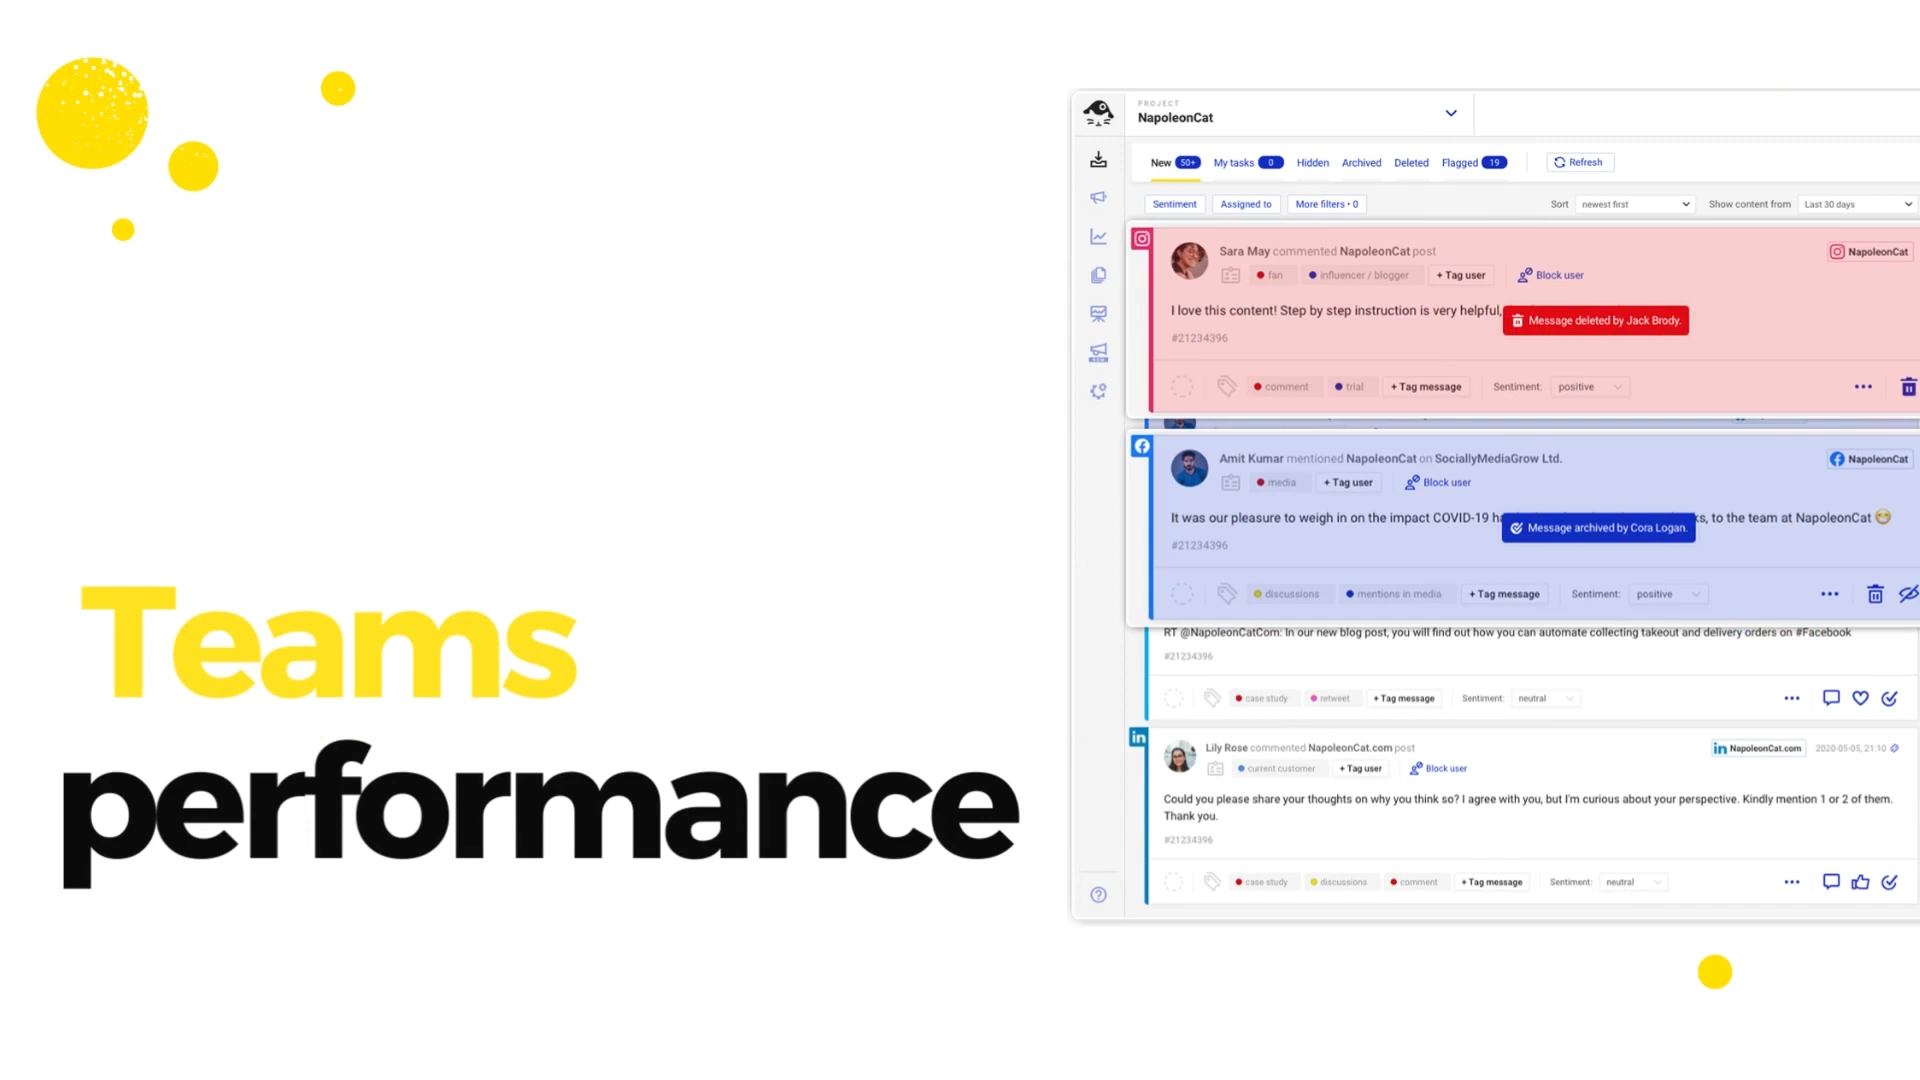 Teams
performance
PROJECT
NapoleonCat
New 50+ My tasks 0 Hidden Archived Deleted Flagged 19 Refresh
Sentiment Assigned to More filters • 0 Sort newest first Show content from Last 30 days
Sara May commented NapoleonCat post NapoleonCat
fan influencer / blogger + Tag user Block user
I love this content! Step by step instruction is very helpful,
Message deleted by Jack Brody.
#21234396
comment trial + Tag message Sentiment: positive
Amit Kumar mentioned NapoleonCat on SociallyMediaGrow Ltd. NapoleonCat
media + Tag user Block user
It was our pleasure to weigh in on the impact COVID-19 to the team at NapoleonCat 😁
Message archived by Cora Logan.
#21234396
discussions mentions in media + Tag message Sentiment: positive
RT @NapoleonCatCom: In our new blog post, you will find out how you can automate collecting takeout and delivery orders on #Facebook
#21234396
case study retweet + Tag message Sentiment: neutral
in
Lily Rose commented NapoleonCat.com post in NapoleonCat.com 2020-05-05, 21:10
current customer + Tag user Block user
Could you please share your thoughts on why you think so? I agree with you, but I'm curious about your perspective. Kindly mention 1 or 2 of them.
Thank you.
#21234396
case study discussions comment + Tag message Sentiment: neutral